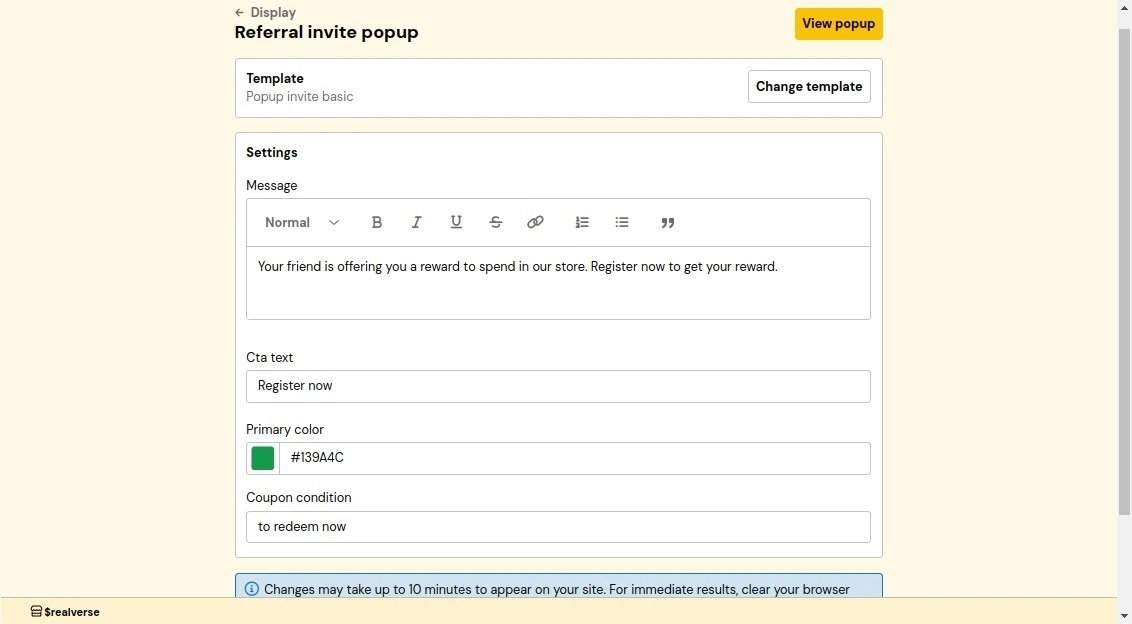 ← Display
Referral invite popup
View popup
Template
Popup invite basic
Change template
Settings
Message
Normal B I U S
Your friend is offering you a reward to spend in our store. Register now to get your reward.
Cta text
Register now
Primary color
#139A4C
Coupon condition
to redeem now
Changes may take up to 10 minutes to appear on your site. For immediate results, clear your browser
$realverse